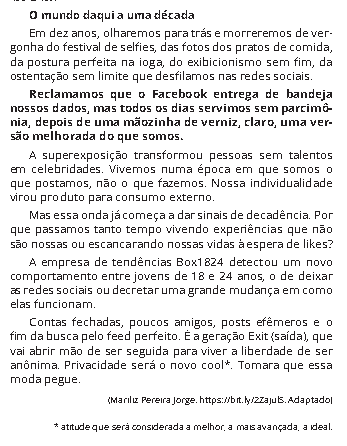 O mundo daqui a uma década
Em dez anos, olharemos para trás e morreremos de ver-
gonha do festival de selfies, das fotos dos pratos de comida,
da postura perfeita na ioga, do exibicionismo sem fim, da
ostentação sem limite que desfilamos nas redes sociais.
Reclamamos que o Facebook entrega de bandeja
nossos dados, mas todos os dias servimos sem parcimô-
nia, depois de uma mãozinha de verniz, claro, uma ver-
são melhorada do que somos.
A superexposição transformou pessoas sem talentos
em celebridades. Vivemos numa época em que somos o
que postamos, não o que fazemos. Nossa individualidade
virou produto para consumo externo.
Mas essa onda já começa a dar sinais de decadência. Por
que passamos tanto tempo vivendo experiências que não
são nossas ou escancarando nossas vidas à espera de likes?
A empresa de tendências Box1824 detectou um novo
comportamento entre jovens de 18 e 24 anos, o de deixar
as redes sociais ou decretar uma grande mudança em como
elas funcionam.
Contas fechadas, poucos amigos, posts efêmeros e o
fim da busca pelo feed perfeito. É a geração Exit (saída), que
vai abrir mão de ser seguida para viver a liberdade de ser
anônima. Privacidade será o novo cool*. Tomara que essa
moda pegue.
(Mariliz Pereira Jorge. https://bit.ly/2ZajulS. Adaptado)
* atitude que será considerada a melhor, a mais avançada, a ideal.